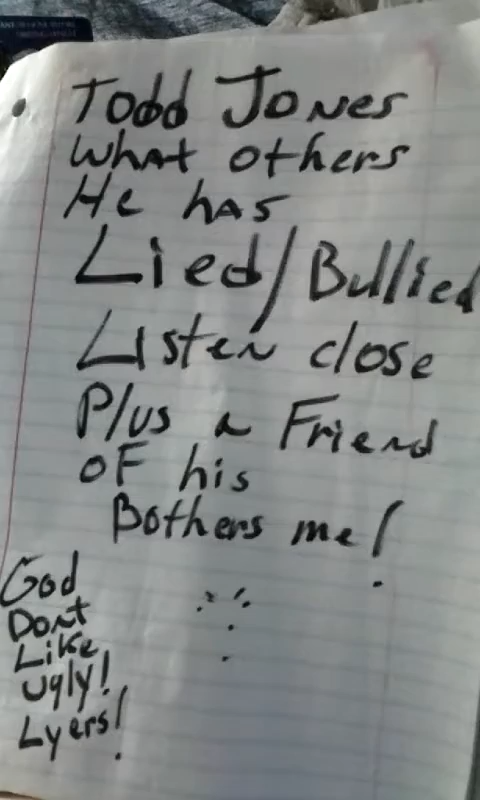 Todd Jones
What others
He has
Lied/Bullied
Listen close
Plus a Friend
OF his
Bothers me!
God
Dont
Like
Ugly!
Lyers!